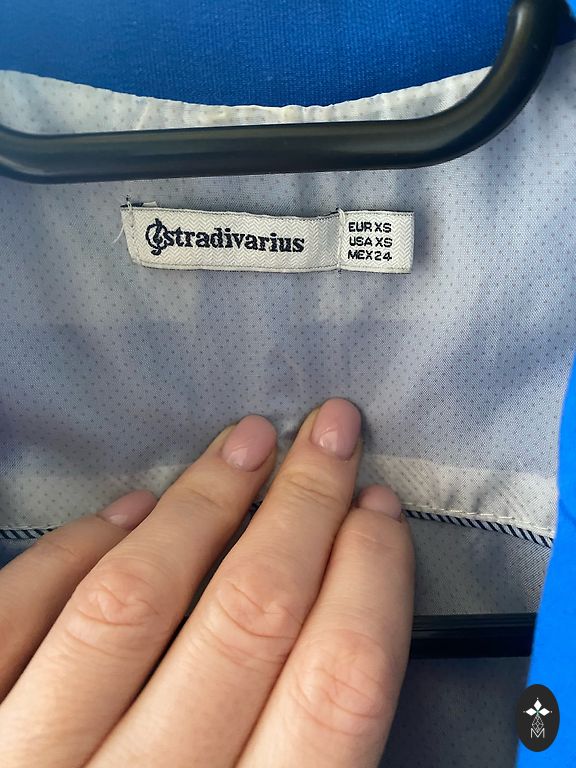 stradivarius
EUR XS
USA XS
MEX 24
M